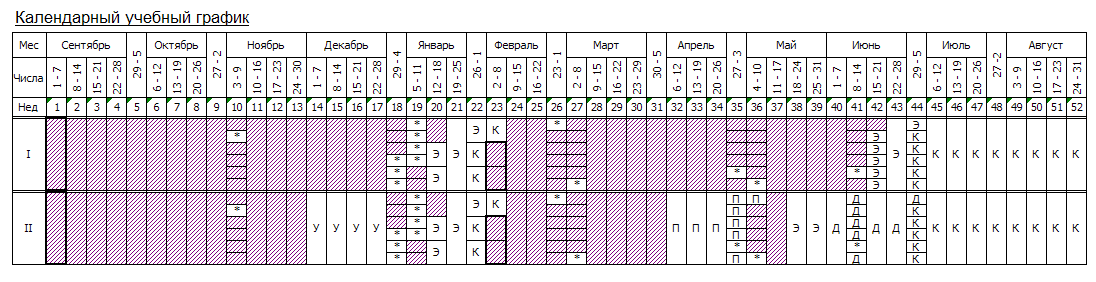 Календарный учебный график
Мес Сентябрь 29 - 5 Октябрь 27 - 2 Ноябрь Декабрь 29 - 4 Январь 26 - 1 Февраль 23 - 1 Март 30 - 5 Апрель 27 - 3 Май Июнь 29 - 5 Июль 27 -2 Август
Числа 1 - 7 8 - 14 15 - 21 22 - 28 6 - 12 13 - 19 20 - 26 3 - 9 10 - 16 17 - 23 24 - 30 1 - 7 8 - 14 15 - 21 22 - 28 5 - 11 12 - 18 19 - 25 2 - 8 9 - 15 16 - 22 2 - 8 9 - 15 16 - 22 23 - 29 6 - 12 13 - 19 20 - 26 4 - 10 11 - 17 18 - 24 25 - 31 1 - 7 8 - 14 15 - 21 22 - 28 6 - 12 13 - 19 20 - 26 3 - 9 10 - 16 17 - 23 24 - 31
Нед 1 2 3 4 5 6 7 8 9 10 11 12 13 14 15 16 17 18 19 20 21 22 23 24 25 26 27 28 29 30 31 32 33 34 35 36 37 38 39 40 41 42 43 44 45 46 47 48 49 50 51 52
* * Э
Э К
* * Э К
I * Э Э К Э Э К К К К К К К К К
* * Э К
* * Э К
* Э К * * Э К
* * П П Д Д
Э К
* * П Д К
II У У У У * Э Э К П П П П Э Э Д Д Д Д К К К К К К К К К
* * П Д К
* * * К
* Э К * П * Д К